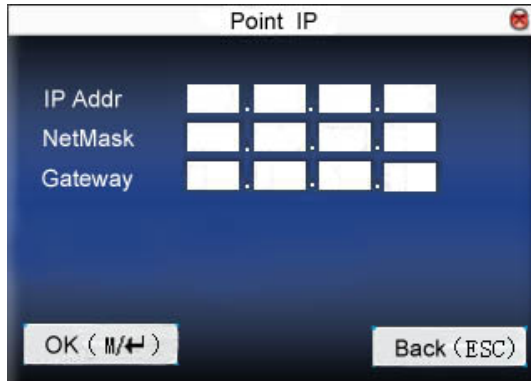 Point IP
IP Addr . . .
NetMask . . .
Gateway . . .
OK ( M/↵ ) Back (ESC)